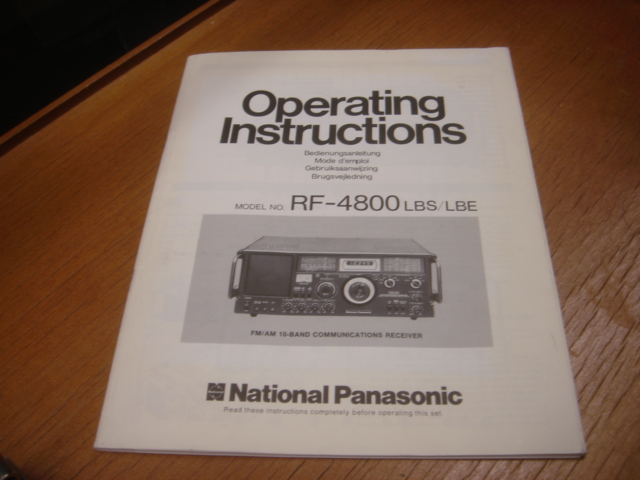 Operating
Instructions
Bedienungsanleitung
Mode d'emploi
Gebruiksaanwijzing
Brugsvejledning
MODEL NO. RF-4800 LBS/LBE
FM/AM 10-BAND COMMUNICATIONS RECEIVER
National Panasonic
Read these instructions completely before operating this set.